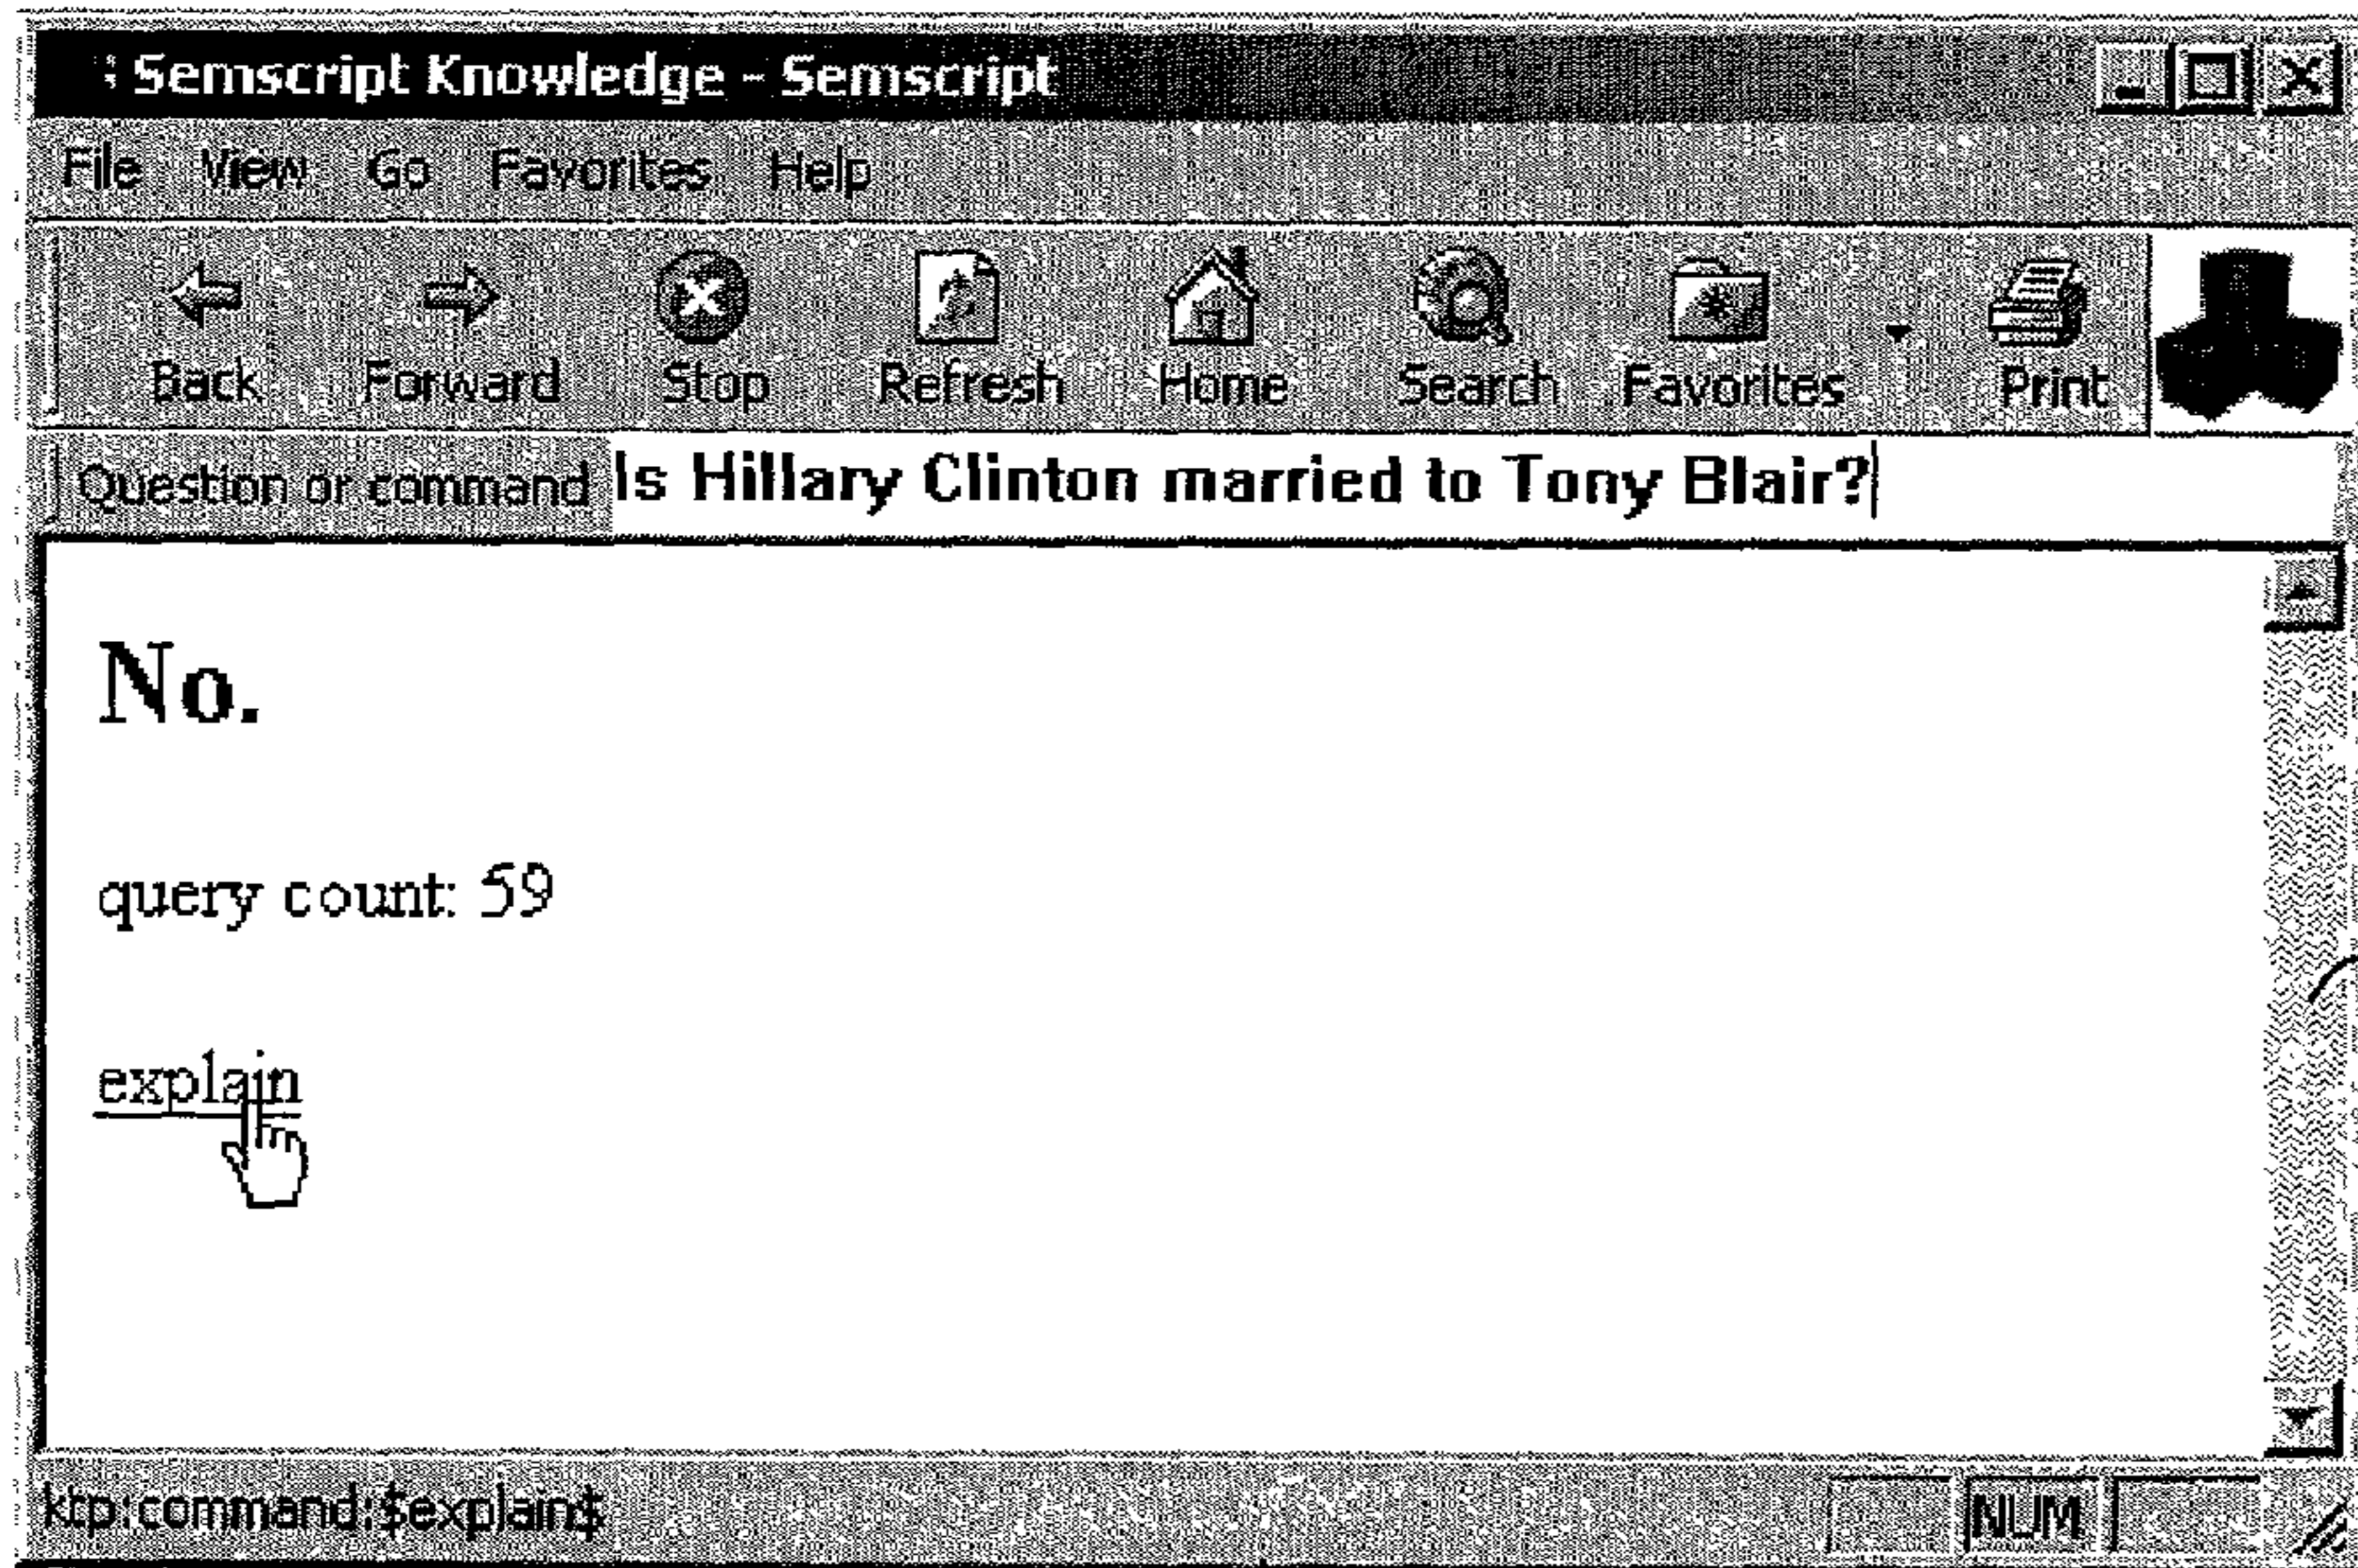 Semscript Knowledge - Semscript
File View Go Favorites Help
Back Forward Stop Refresh Home Search Favorites Print
Question or command Is Hillary Clinton married to Tony Blair?
No.
query count: 59
explain
ktp:command:$explain$ NUM